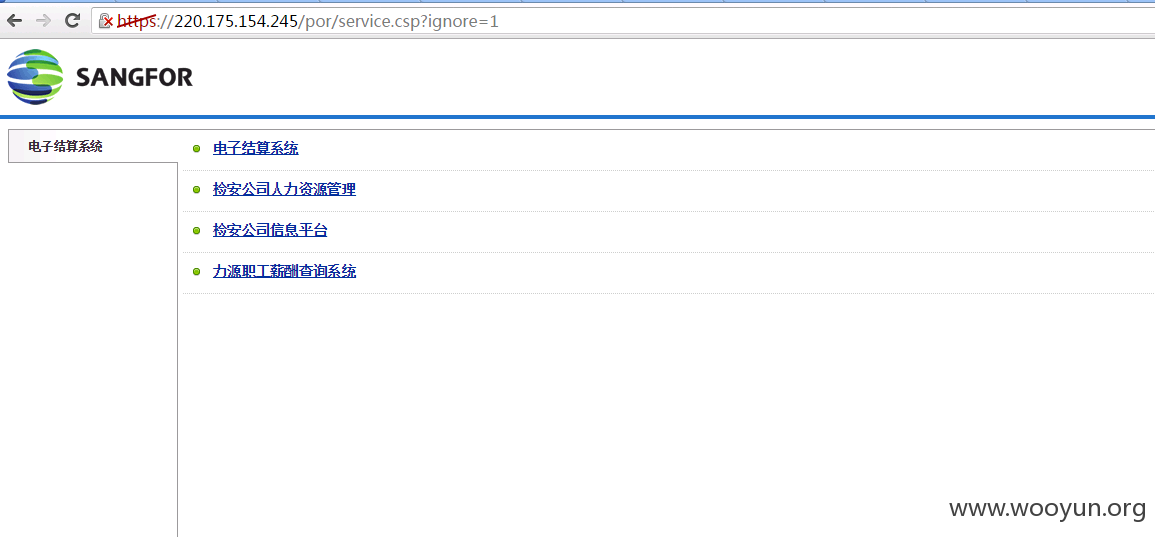 https://220.175.154.245/por/service.csp?ignore=1
SANGFOR
电子结算系统
电子结算系统
检安公司人力资源管理
检安公司信息平台
力源职工薪酬查询系统
www.wooyun.org